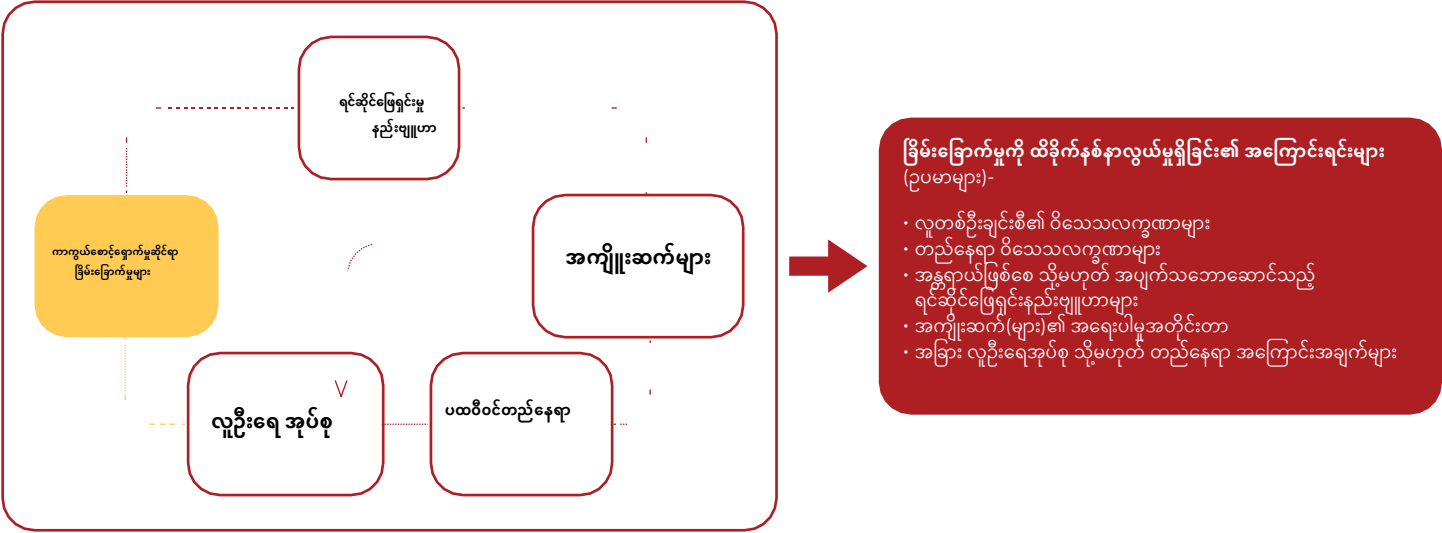 ရင်ဆိုင်ဖြေရှင်းမှု
နည်းဗျူဟာ
ကာကွယ်စောင့်ရှောက်မှုဆိုင်ရာ
ခြိမ်းခြောက်မှုများ
အကျိူးဆက်များ
လူဦးရေ အုပ်စု
ပထဝီဝင်တည်နေရာ
ခြိမ်းခြောက်မှုကို ထိခိုက်နစ်နာလွယ်မှုရှိခြင်း၏ အကြောင်းရင်းများ
(ဥပမာများ)-
• လူတစ်ဦးချင်းစီ၏ ဝိသေသလက္ခဏာများ
• တည်နေရာ ဝိသေသလက္ခဏာများ
• အန္တရာယ်ဖြစ်စေ သို့မဟုတ် အပျက်သဘောဆောင်သည့်
ရင်ဆိုင်ဖြေရှင်းနည်းဗျူဟာများ
• အကျိုးဆက်(များ)၏ အရေးပါမှုအတိုင်းတာ
• အခြား လူဦးရေအုပ်စု သို့မဟုတ် တည်နေရာ အကြောင်းအချက်များ